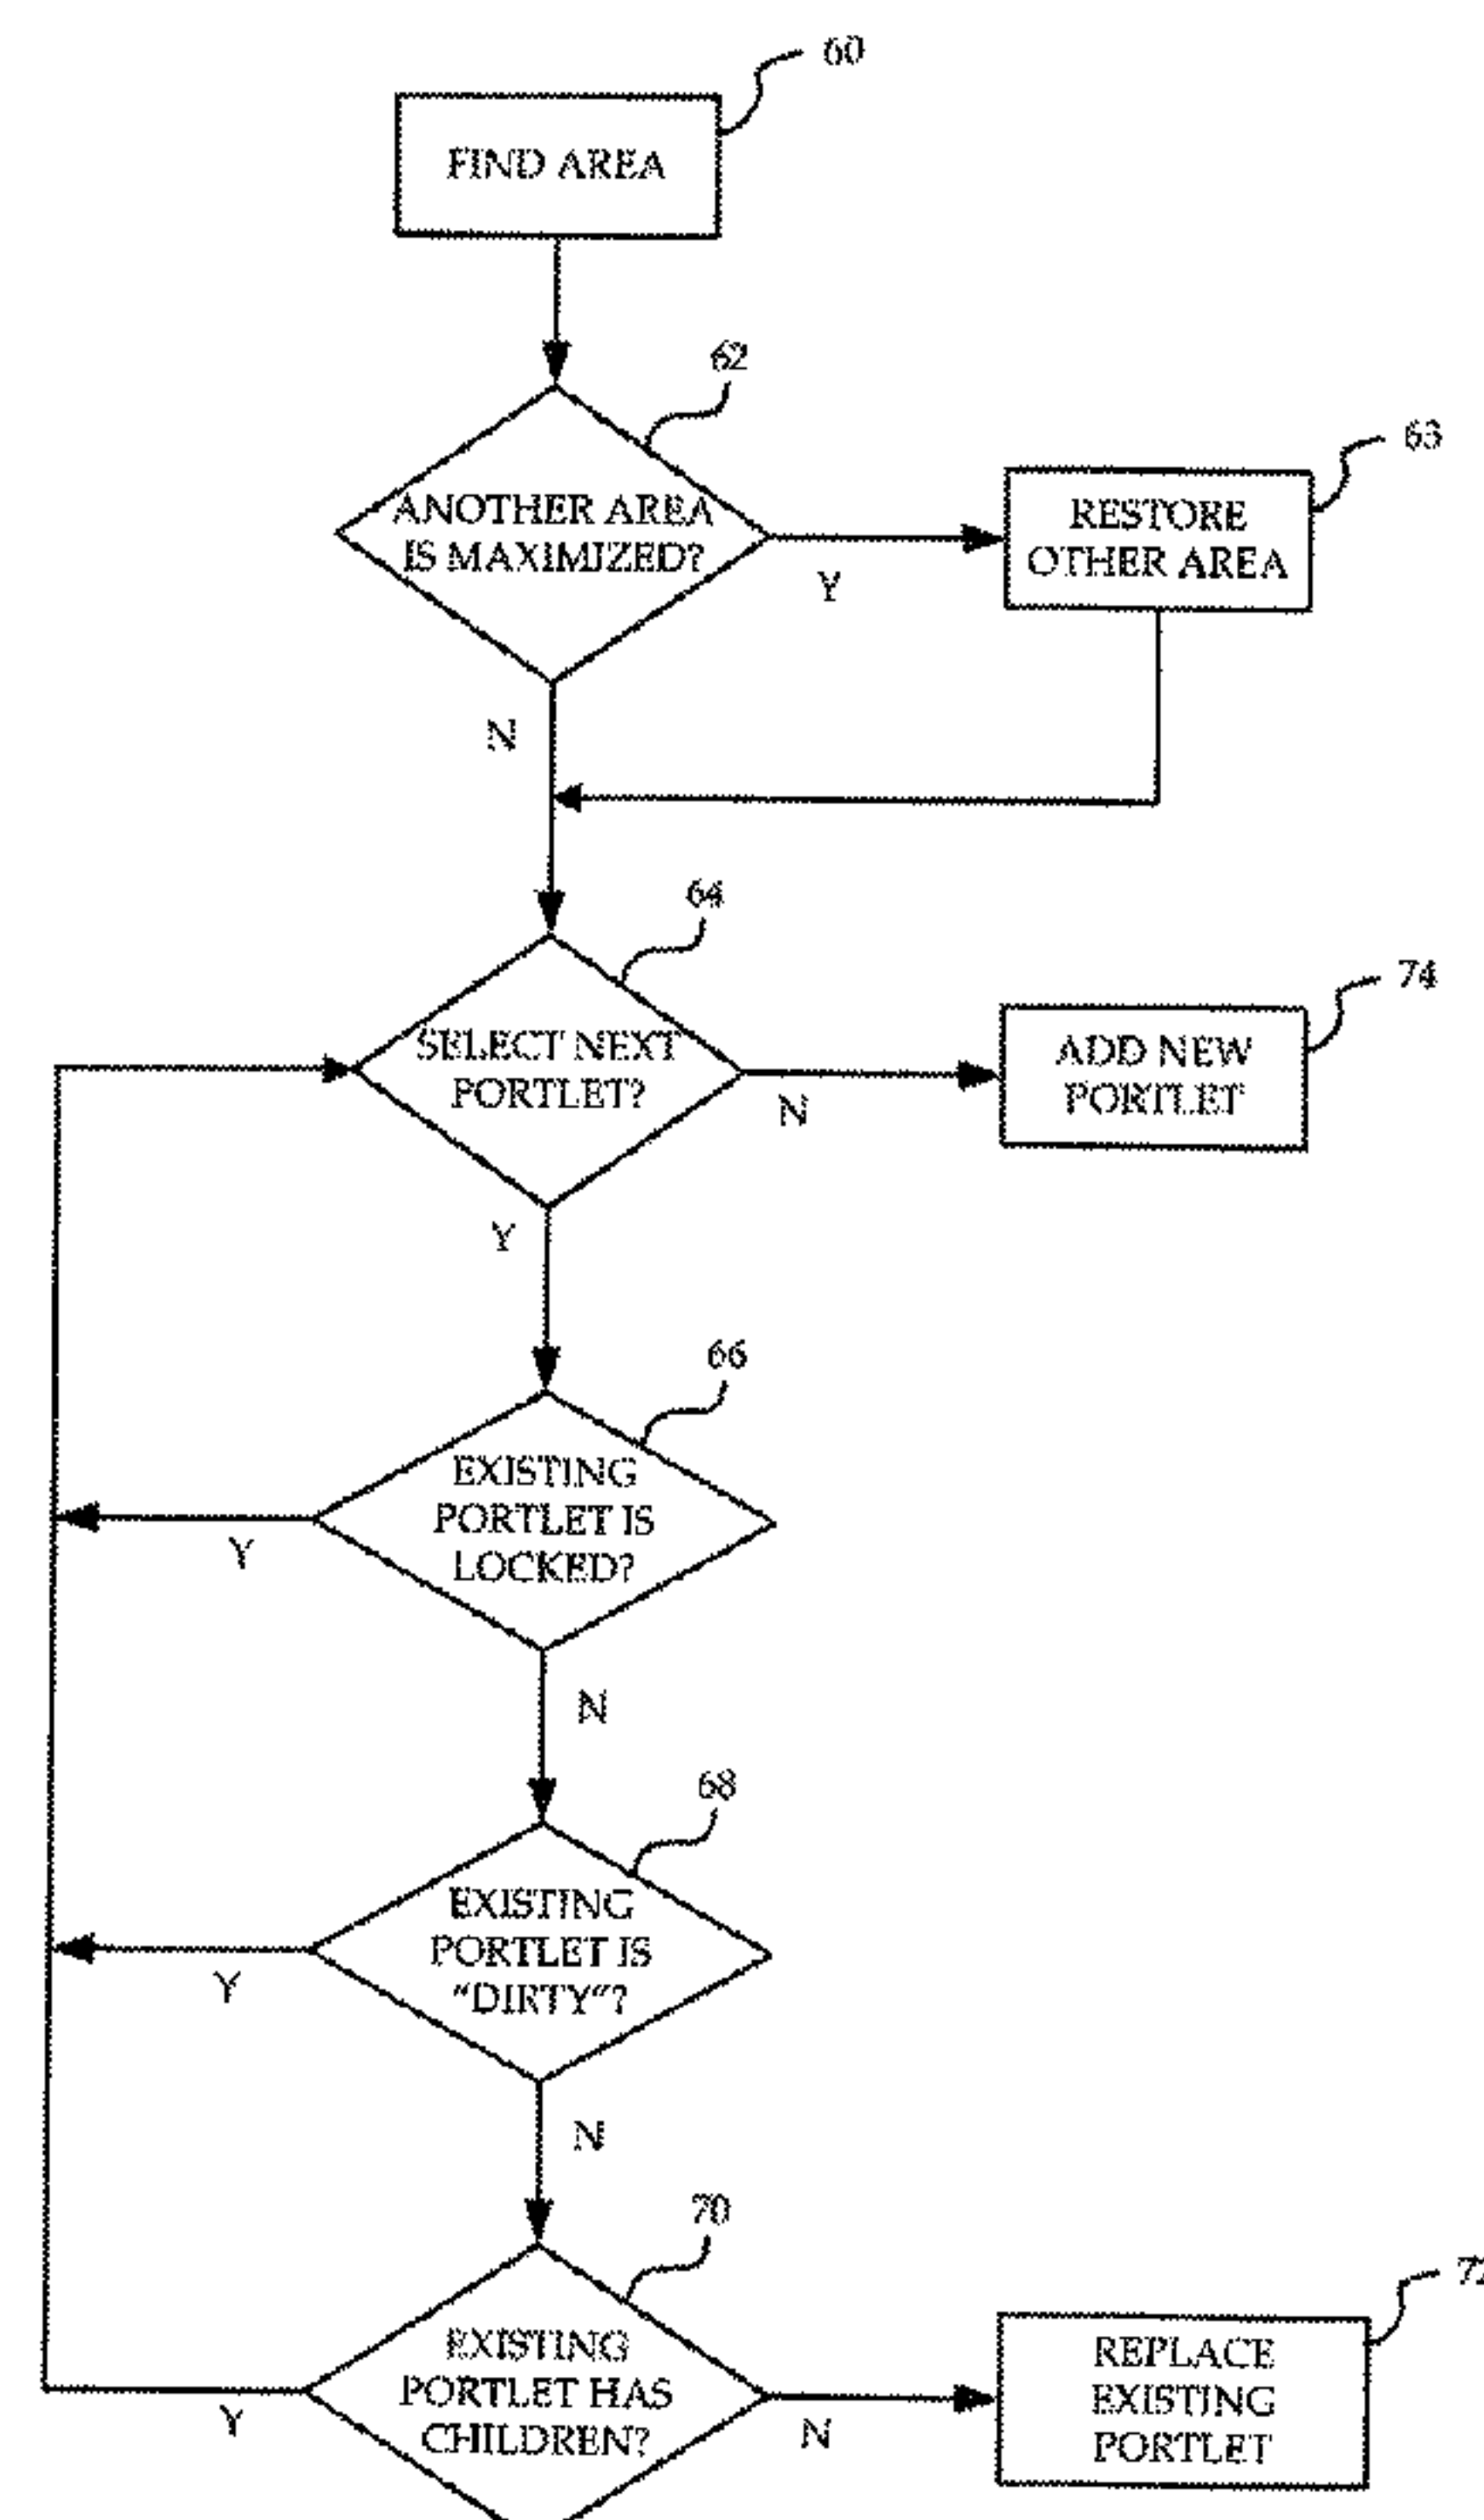 60
FIND AREA
62
63
ANOTHER AREA
IS MAXIMIZED?
RESTORE
OTHER AREA
Y
N
64
74
SELECT NEXT
PORTLET?
ADD NEW
PORTLET
N
Y
66
EXISTING
PORTLET IS
LOCKED?
Y
N
68
EXISTING
PORTLET IS
"DIRTY"?
Y
N
70
EXISTING
PORTLET HAS
CHILDREN?
REPLACE
EXISTING
PORTLET
Y
N